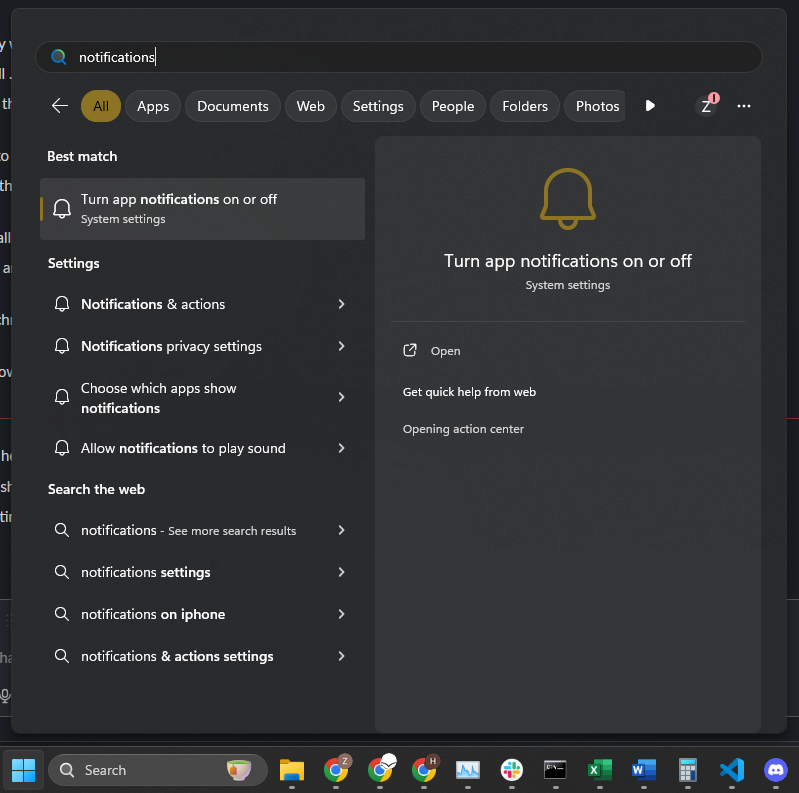 notifications
All Apps Documents Web Settings People Folders Photos Z
Best match
Turn app notifications on or off
System settings
Settings
Notifications & actions
Notifications privacy settings
Choose which apps show
notifications
Allow notifications to play sound
Search the web
notifications - See more search results
notifications settings
notifications on iphone
notifications & actions settings
Turn app notifications on or off
System settings
Open
Get quick help from web
Opening action center
Search
Z
H